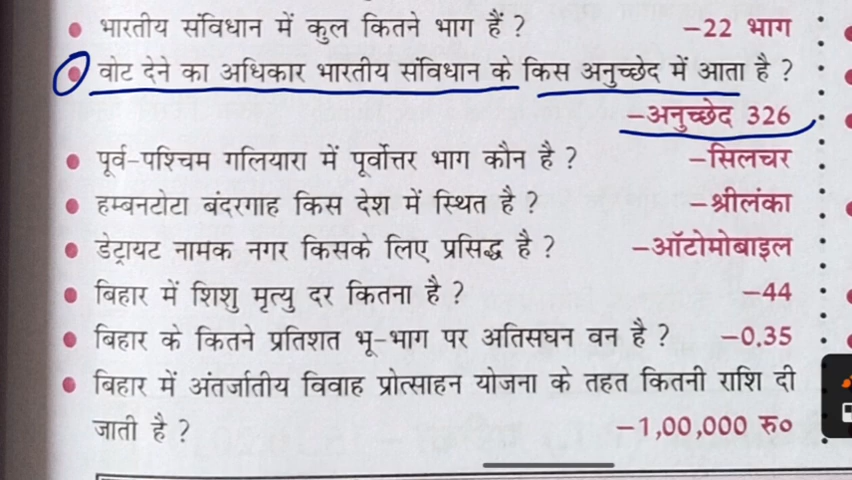 • भारतीय संविधान में कुल कितने भाग हैं ? –22 भाग
• वोट देने का अधिकार भारतीय संविधान के किस अनुच्छेद में आता है ?
–अनुच्छेद 326
• पूर्व-पश्चिम गलियारा में पूर्वोत्तर भाग कौन है ? –सिलचर
• हम्बनटोटा बंदरगाह किस देश में स्थित है ? –श्रीलंका
• डेट्रायट नामक नगर किसके लिए प्रसिद्ध है ? –ऑटोमोबाइल
• बिहार में शिशु मृत्यु दर कितना है ? –44
• बिहार के कितने प्रतिशत भू-भाग पर अतिसघन वन है ? –0.35
• बिहार में अंतर्जातीय विवाह प्रोत्साहन योजना के तहत कितनी राशि दी
जाती है ? –1,00,000 रु०